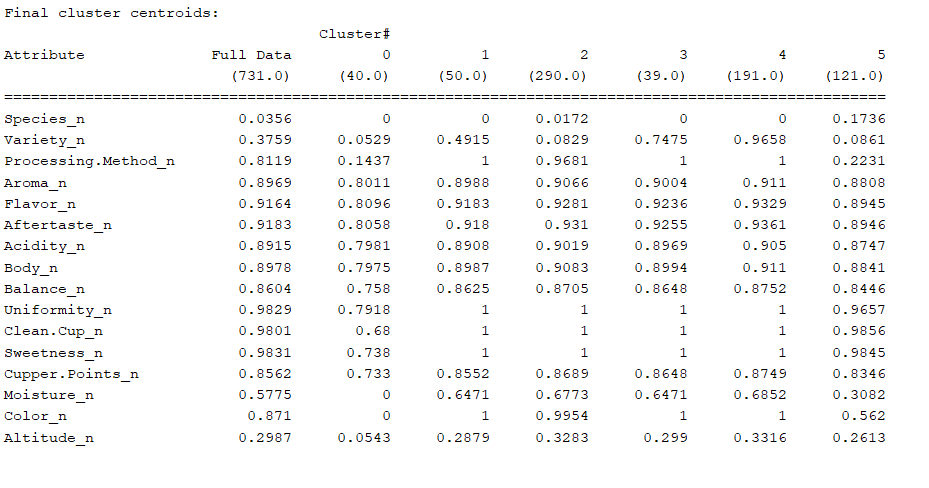 Final cluster centroids:
Cluster#
Attribute Full Data 0 1 2 3 4 5
(731.0) (40.0) (50.0) (290.0) (39.0) (191.0) (121.0)
================================================================================================
Species_n 0.0356 0 0 0.0172 0 0 0.1736
Variety_n 0.3759 0.0529 0.4915 0.0829 0.7475 0.9658 0.0861
Processing.Method_n 0.8119 0.1437 1 0.9681 1 1 0.2231
Aroma_n 0.8969 0.8011 0.8988 0.9066 0.9004 0.911 0.8808
Flavor_n 0.9164 0.8096 0.9183 0.9281 0.9236 0.9329 0.8945
Aftertaste_n 0.9183 0.8058 0.918 0.931 0.9255 0.9361 0.8946
Acidity_n 0.8915 0.7981 0.8908 0.9019 0.8969 0.905 0.8747
Body_n 0.8978 0.7975 0.8987 0.9083 0.8994 0.911 0.8841
Balance_n 0.8604 0.758 0.8625 0.8705 0.8648 0.8752 0.8446
Uniformity_n 0.9829 0.7918 1 1 1 1 0.9657
Clean.Cup_n 0.9801 0.68 1 1 1 1 0.9856
Sweetness_n 0.9831 0.738 1 1 1 1 0.9845
Cupper.Points_n 0.8562 0.733 0.8552 0.8689 0.8648 0.8749 0.8346
Moisture_n 0.5775 0 0.6471 0.6773 0.6471 0.6852 0.3082
Color_n 0.871 0 1 0.9954 1 1 0.562
Altitude_n 0.2987 0.0543 0.2879 0.3283 0.299 0.3316 0.2613